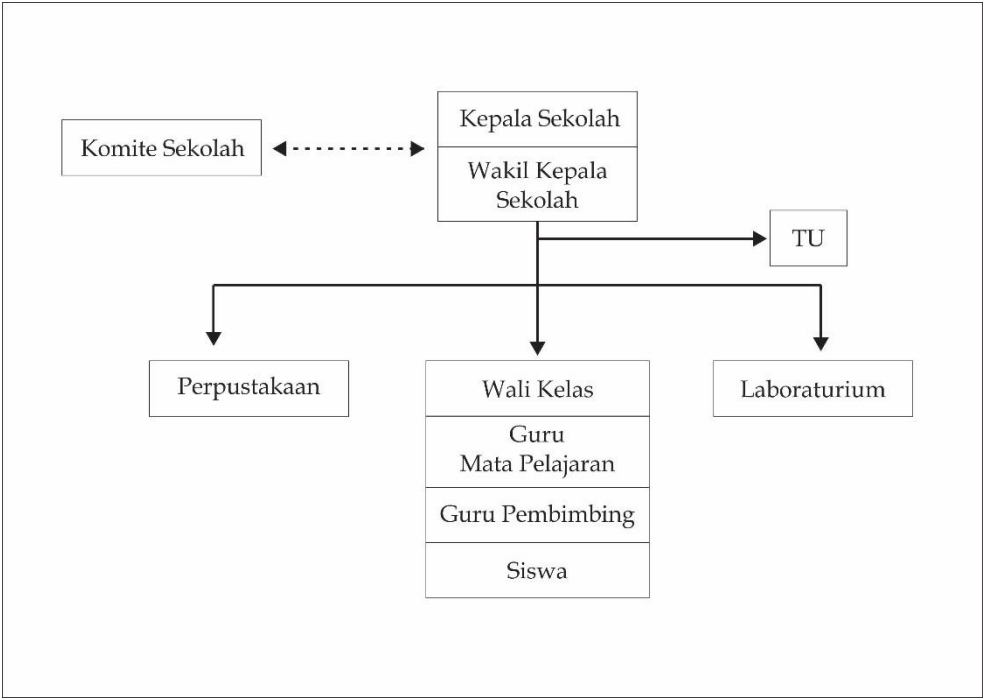 Kepala Sekolah
Komite Sekolah
Wakil Kepala
Sekolah
TU
Perpustakaan
Wali Kelas
Laboraturium
Guru
Mata Pelajaran
Guru Pembimbing
Siswa